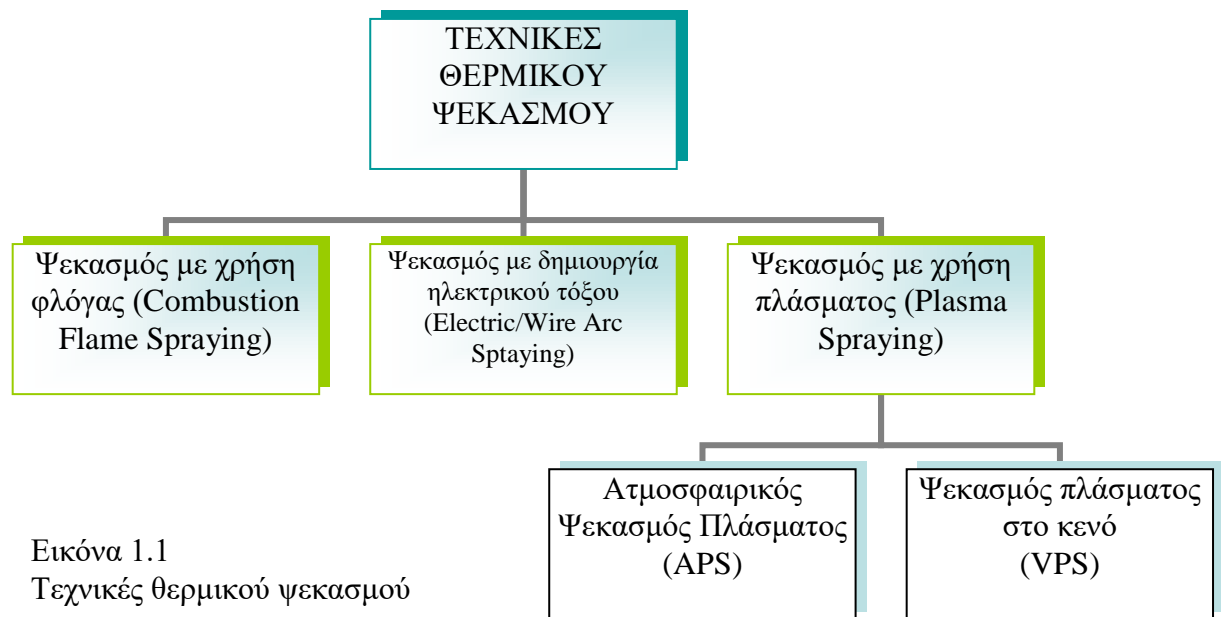 ΤΕΧΝΙΚΕΣ
ΘΕΡΜΙΚΟΥ
ΨΕΚΑΣΜΟΥ
Ψεκασμός με χρήση
φλόγας (Combustion
Flame Spraying)
Ψεκασμός με δημιουργία
ηλεκτρικού τόξου
(Electric/Wire Arc
Sptaying)
Ψεκασμός με χρήση
πλάσματος (Plasma
Spraying)
Ατμοσφαιρικός
Ψεκασμός Πλάσματος
(APS)
Ψεκασμός πλάσματος
στο κενό
(VPS)
Εικόνα 1.1
Τεχνικές θερμικού ψεκασμού